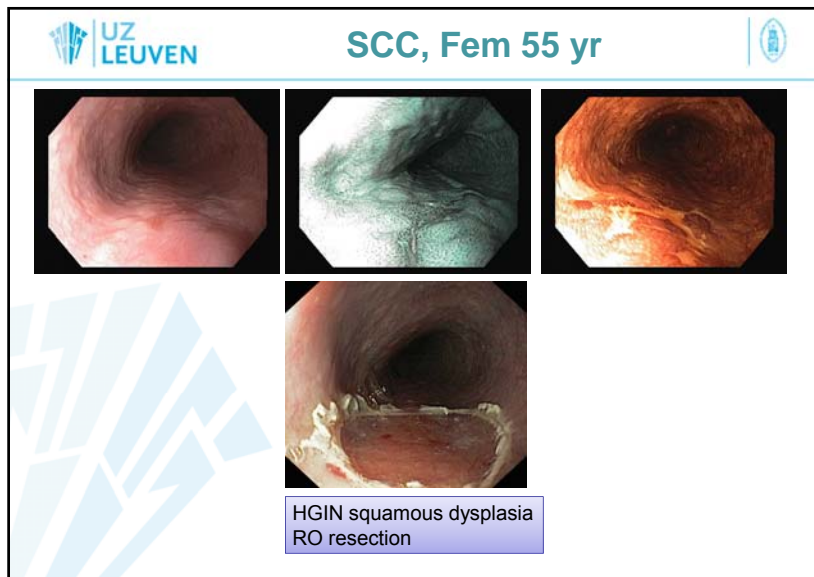 UZ
LEUVEN
SCC, Fem 55 yr
HGIN squamous dysplasia
RO resection